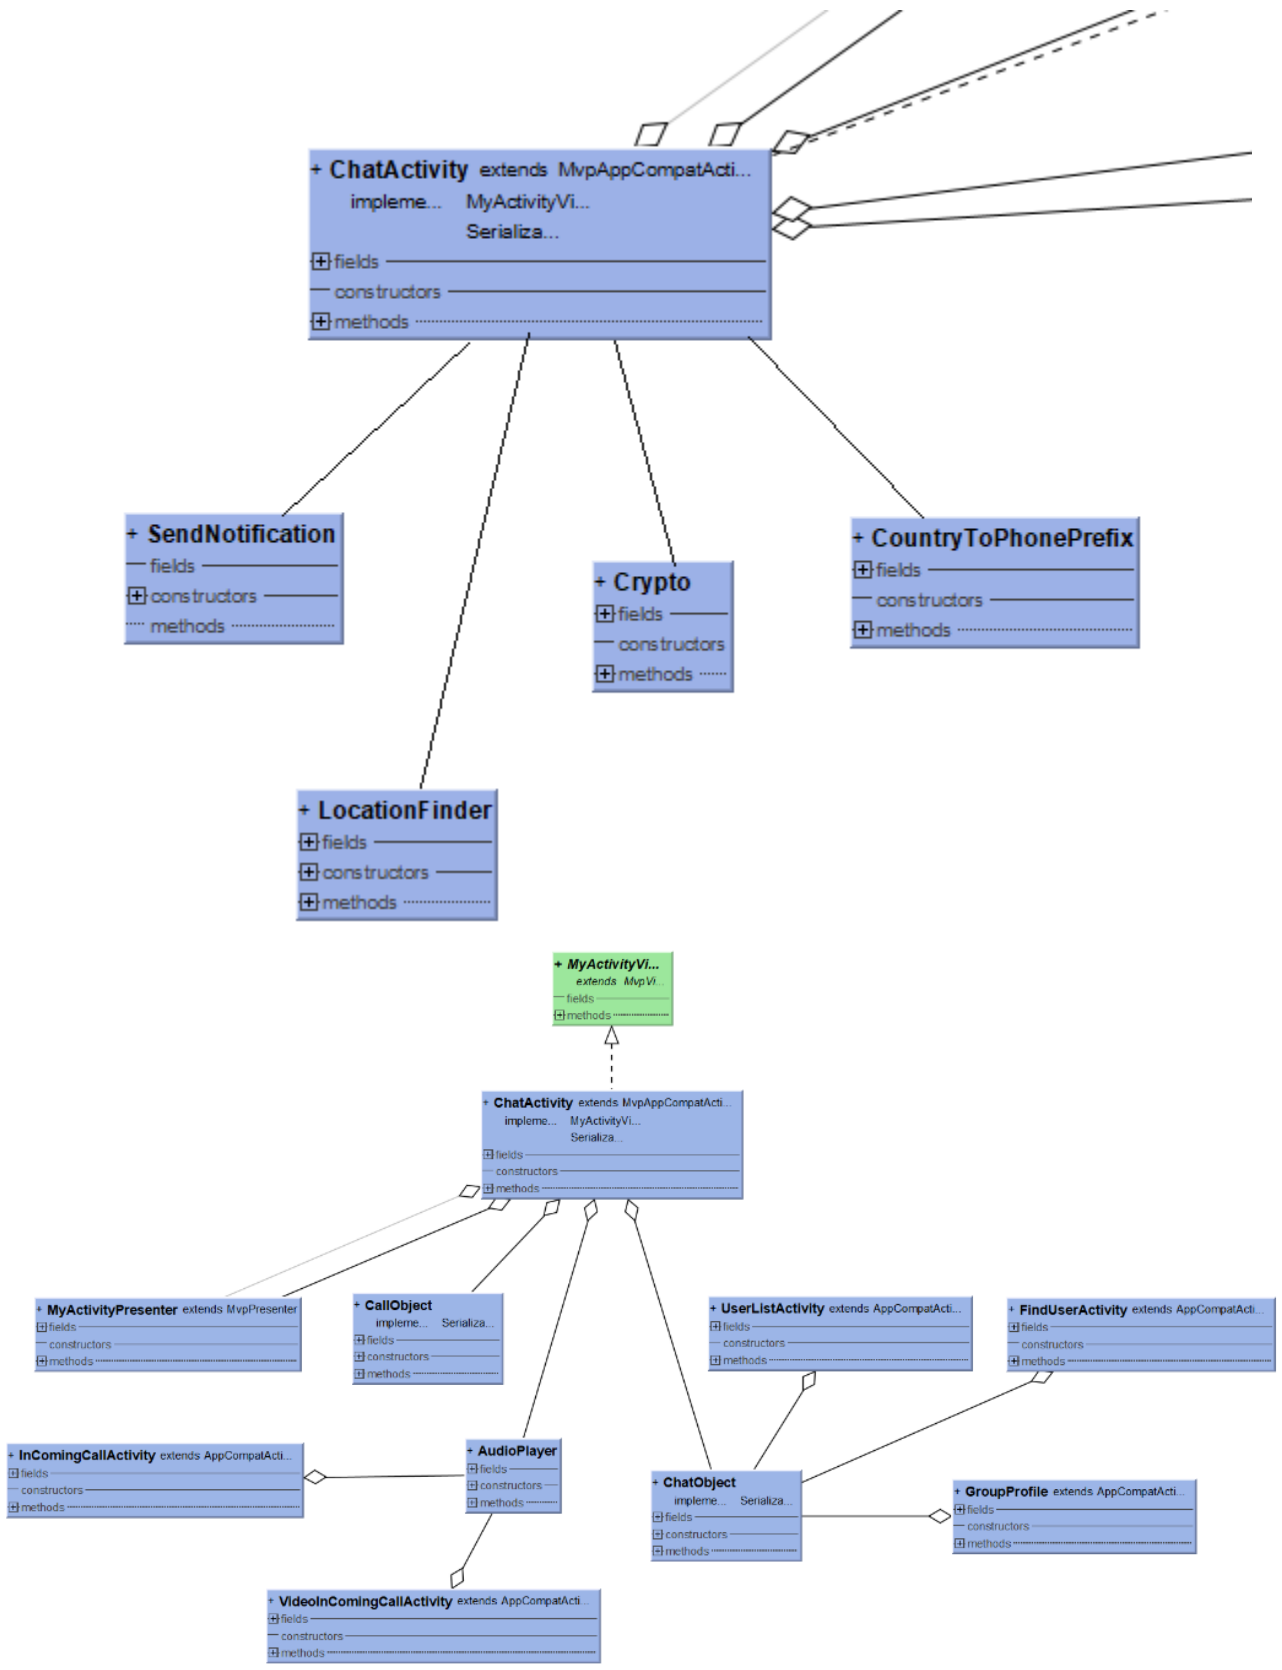 + ChatActivity extends MvpAppCompatActi...
impleme... MyActivityVi...
Serializa...
+ fields
constructors
+ methods
+ SendNotification
fields
+ constructors
methods
+ Crypto
+ fields
constructors
+ methods
+ CountryToPhonePrefix
+ fields
constructors
+ methods
+ LocationFinder
+ fields
+ constructors
+ methods
+ MyActivityVi...
extends MvpVi...
fields
+ methods
+ ChatActivity extends MvpAppCompatActi...
impleme... MyActivityVi...
Serializa...
+ fields
constructors
+ methods
+ MyActivityPresenter extends MvpPresenter
+ fields
constructors
+ methods
+ CallObject
impleme... Serializa...
+ fields
+ constructors
+ methods
+ UserListActivity extends AppCompatActi...
+ fields
constructors
+ methods
+ FindUserActivity extends AppCompatActi...
+ fields
constructors
+ methods
+ InComingCallActivity extends AppCompatActi...
+ fields
constructors
+ methods
+ AudioPlayer
+ fields
+ constructors
+ methods
+ ChatObject
impleme... Serializa...
+ fields
+ constructors
+ methods
+ GroupProfile extends AppCompatActi...
+ fields
constructors
+ methods
+ VideoInComingCallActivity extends AppCompatActi...
+ fields
constructors
+ methods